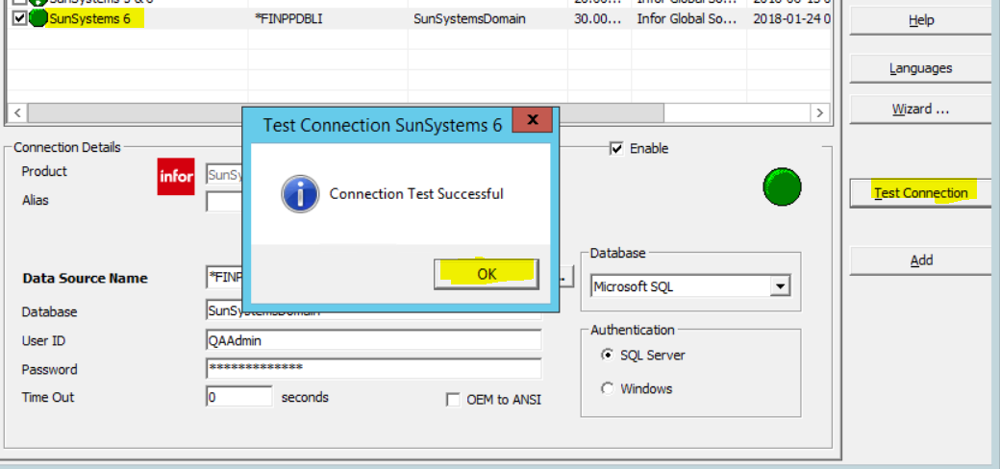 SunSystems 5 & 6
SunSystems 6 *FINPPDBLI SunSystemsDomain 30.00... Infor Global So... 2018-01-24 0
Help
Languages
Wizard ...
Test Connection SunSystems 6 x
Connection Test Successful
OK
Connection Details
Enable
Product infor SunSy
Alias
Test Connection
Add
Data Source Name *FINP
Database
Microsoft SQL
Database SunSystemsDomain
User ID QAAdmin
Password *************
Time Out 0 seconds
OEM to ANSI
Authentication
SQL Server
Windows